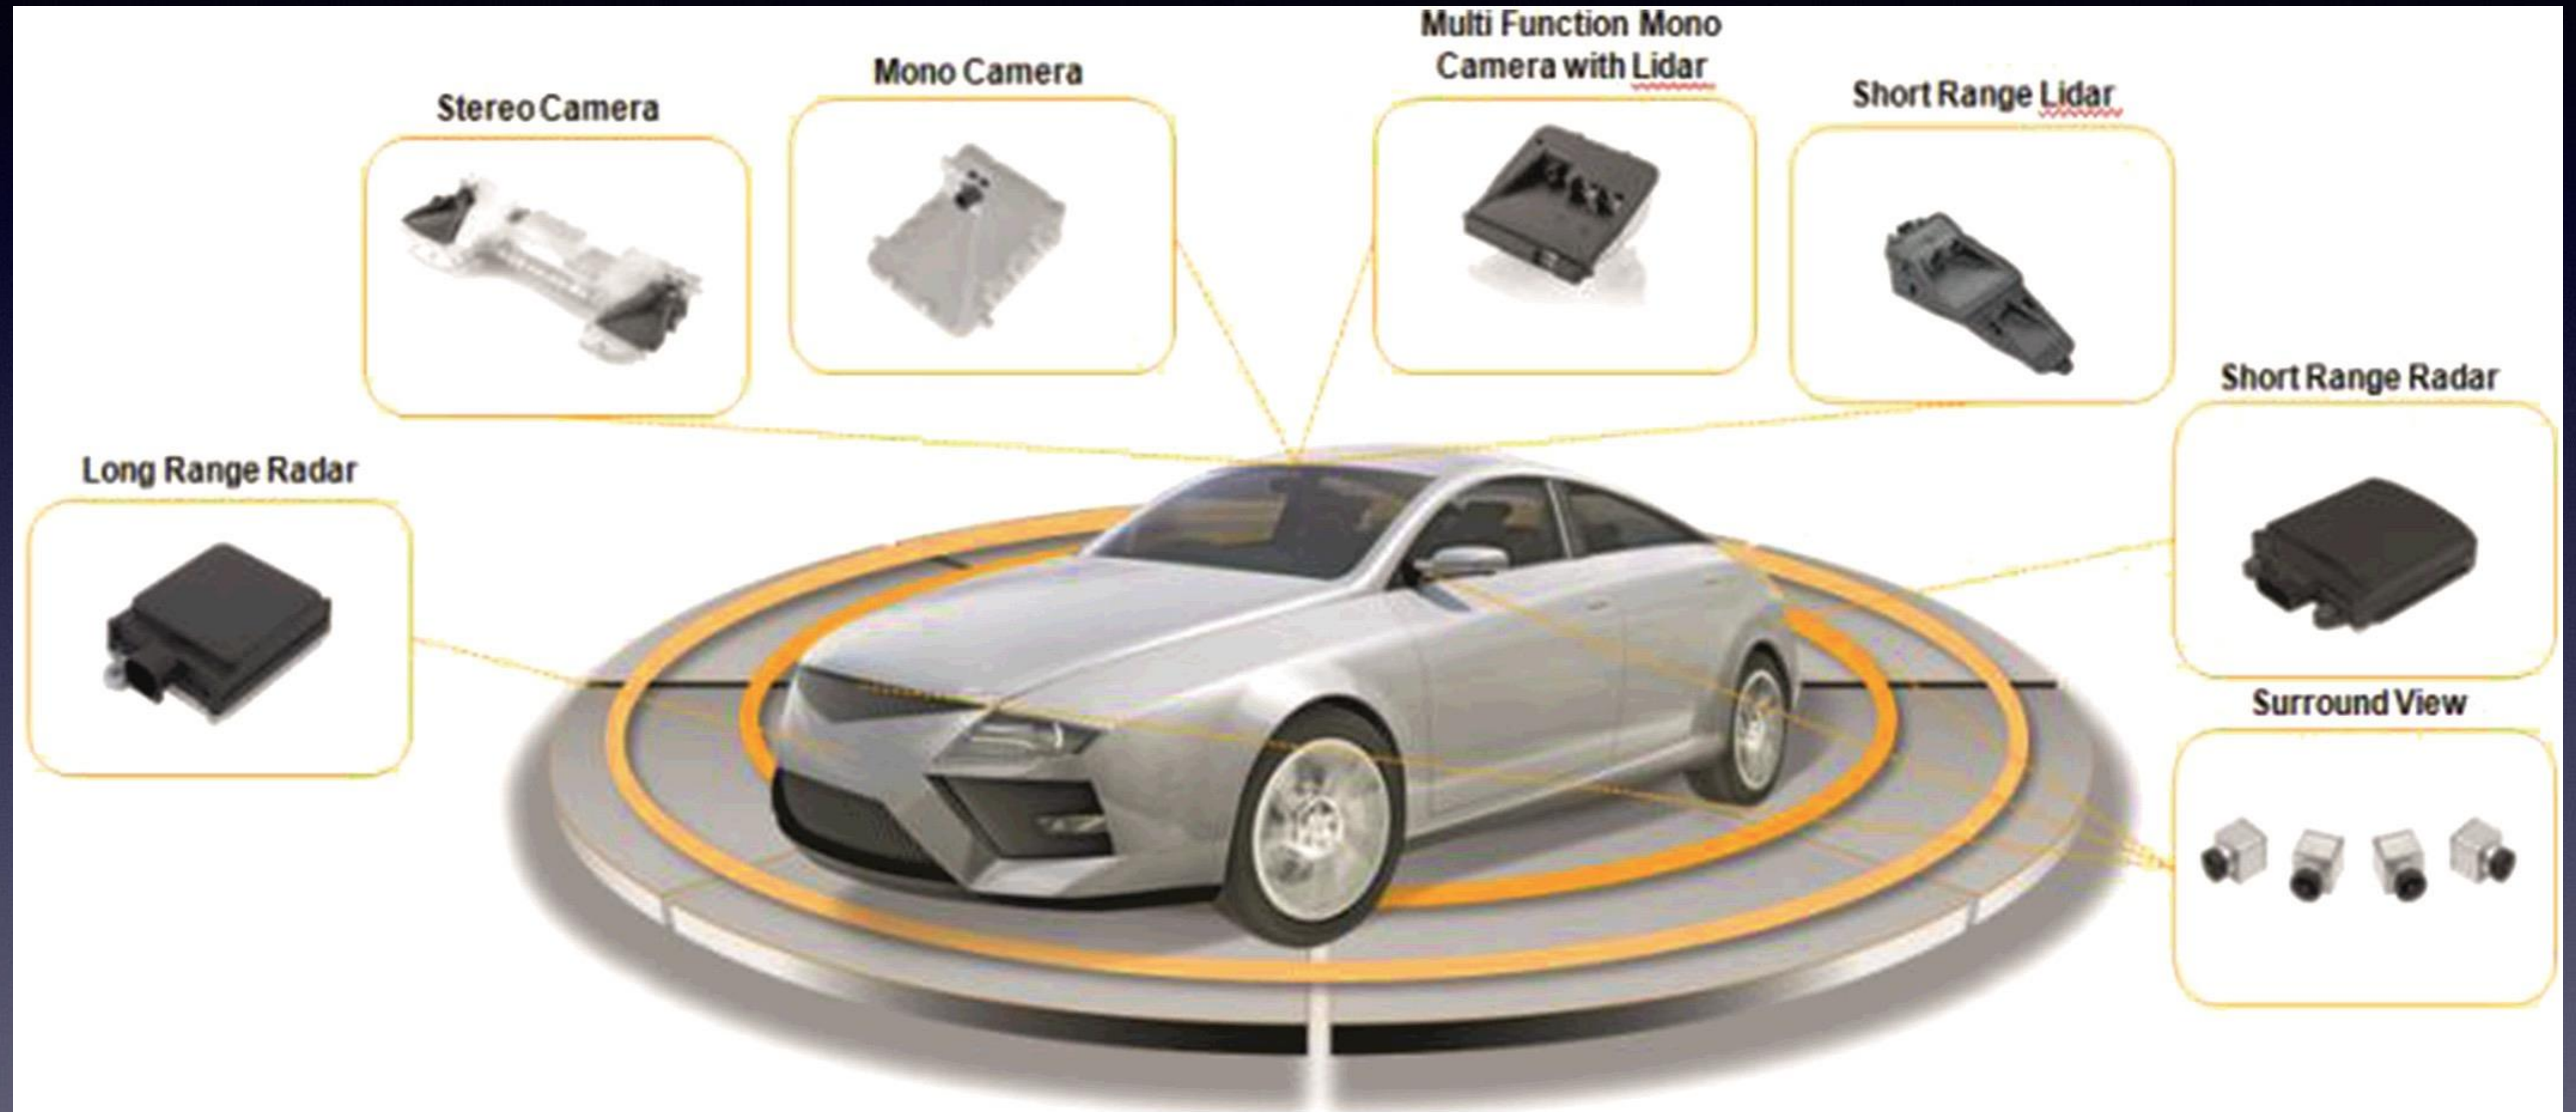 Multi Function Mono
Camera with Lidar
Mono Camera
Short Range Lidar
Stereo Camera
Short Range Radar
Long Range Radar
Surround View